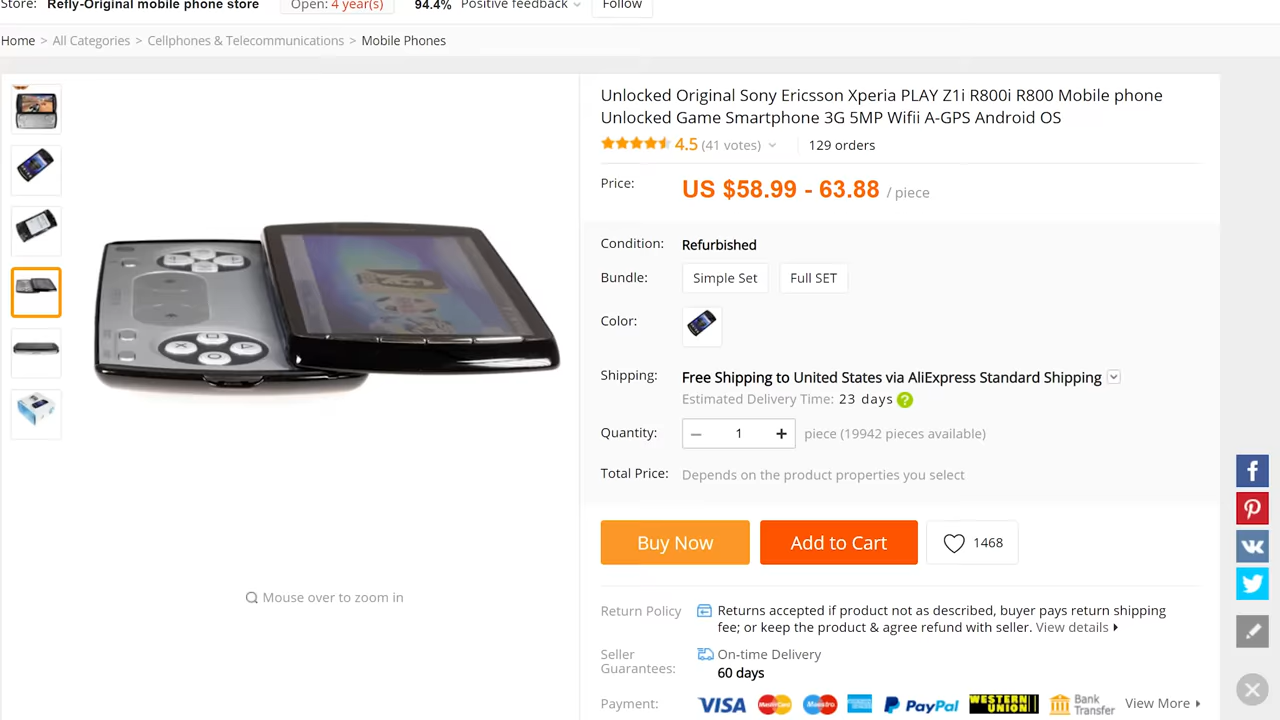 Store: Refly-Original mobile phone store Open: 4 year(s) 94.4% Positive feedback Follow
Home > All Categories > Cellphones & Telecommunications > Mobile Phones
Unlocked Original Sony Ericsson Xperia PLAY Z1i R800i R800 Mobile phone
Unlocked Game Smartphone 3G 5MP Wifii A-GPS Android OS
4.5 (41 votes) 129 orders
Price: US $58.99 - 63.88 / piece
Condition: Refurbished
Bundle: Simple Set Full SET
Color:
Shipping: Free Shipping to United States via AliExpress Standard Shipping
Estimated Delivery Time: 23 days ?
Quantity: − 1 + piece (19942 pieces available)
Total Price: Depends on the product properties you select
Buy Now Add to Cart 1468
Mouse over to zoom in
Return Policy Returns accepted if product not as described, buyer pays return shipping
fee; or keep the product & agree refund with seller. View details
Seller On-time Delivery
Guarantees: 60 days
Payment: VISA MasterCard Maestro PayPal WESTERN UNION Bank Transfer View More